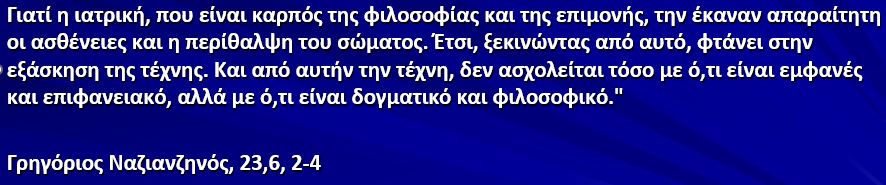 Γιατί η ιατρική, που είναι καρπός της φιλοσοφίας και της επιμονής, την έκαναν απαραίτητη
οι ασθένειες και η περίθαλψη του σώματος. Έτσι, ξεκινώντας από αυτό, φτάνει στην
εξάσκηση της τέχνης. Και από αυτήν την τέχνη, δεν ασχολείται τόσο με ό,τι είναι εμφανές
και επιφανειακό, αλλά με ό,τι είναι δογματικό και φιλοσοφικό."
Γρηγόριος Ναζιανζηνός, 23,6, 2-4